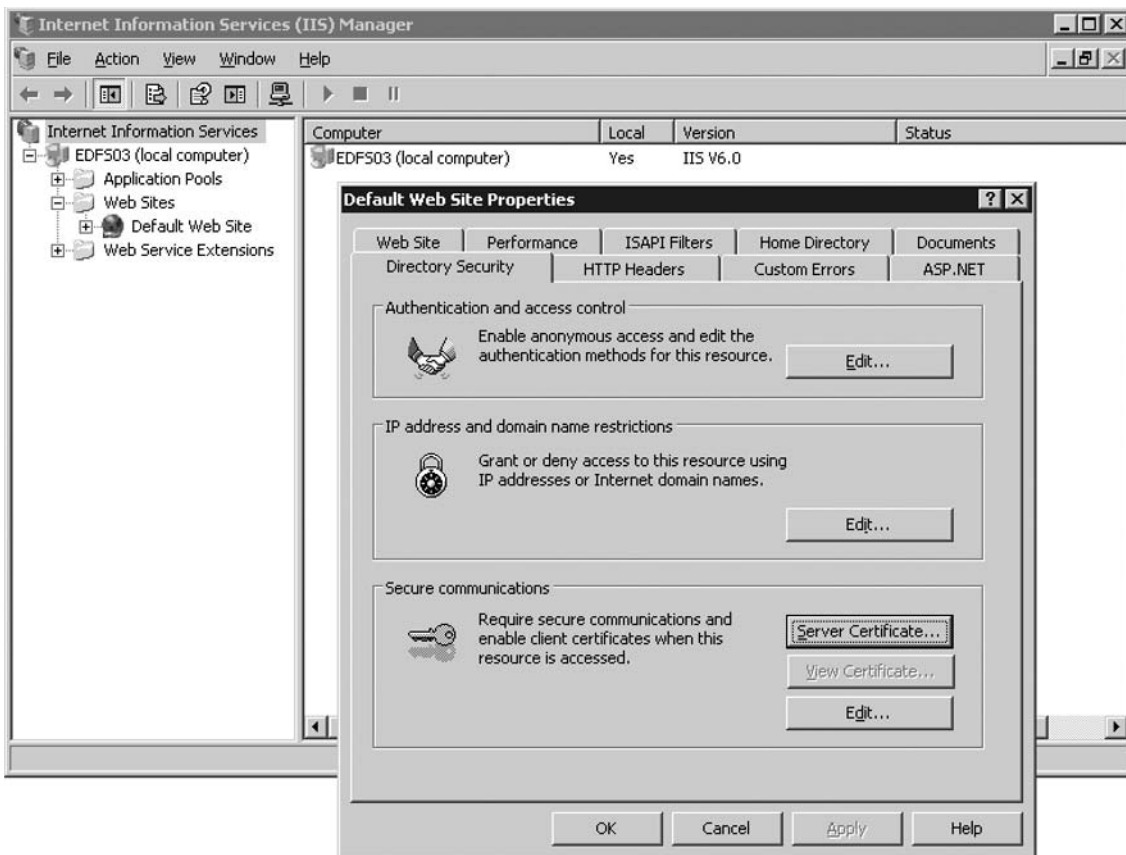 Internet Information Services (IIS) Manager
File Action View Window Help
Internet Information Services
EDFS03 (local computer)
Application Pools
Web Sites
Default Web Site
Web Service Extensions
Computer Local Version Status
EDFS03 (local computer) Yes IIS V6.0
Default Web Site Properties
Web Site Performance ISAPI Filters Home Directory Documents
Directory Security HTTP Headers Custom Errors ASP.NET
Authentication and access control
Enable anonymous access and edit the
authentication methods for this resource.
Edit...
IP address and domain name restrictions
Grant or deny access to this resource using
IP addresses or Internet domain names.
Edit...
Secure communications
Require secure communications and
enable client certificates when this
resource is accessed.
Server Certificate...
View Certificate...
Edit...
OK Cancel Apply Help